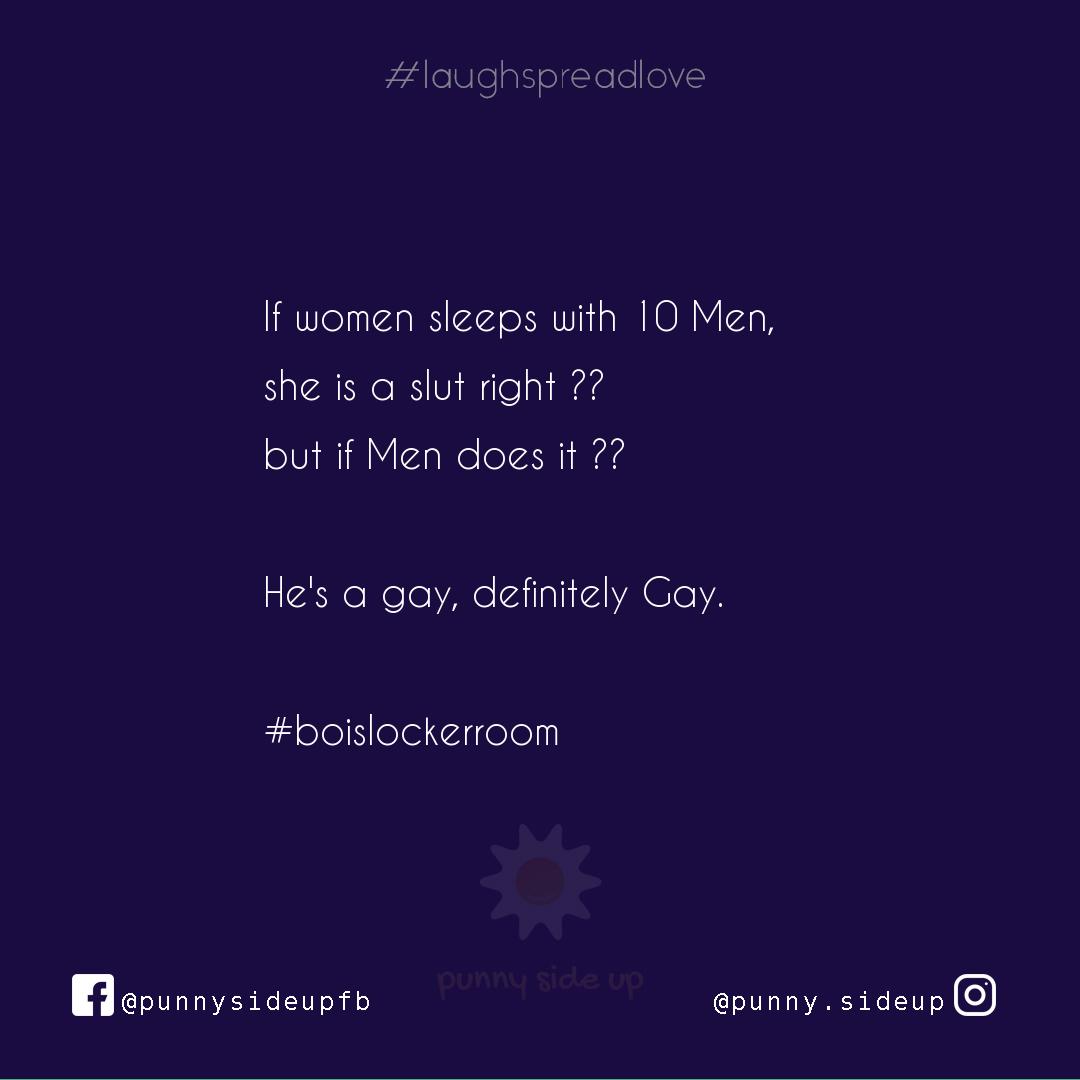 #laughspreadlove
If women sleeps with 10 Men,
she is a slut right ??
but if Men does it ??
He's a gay, definitely Gay.
#boislockerroom
punny side up
@punnysideupfb
@punny.sideup